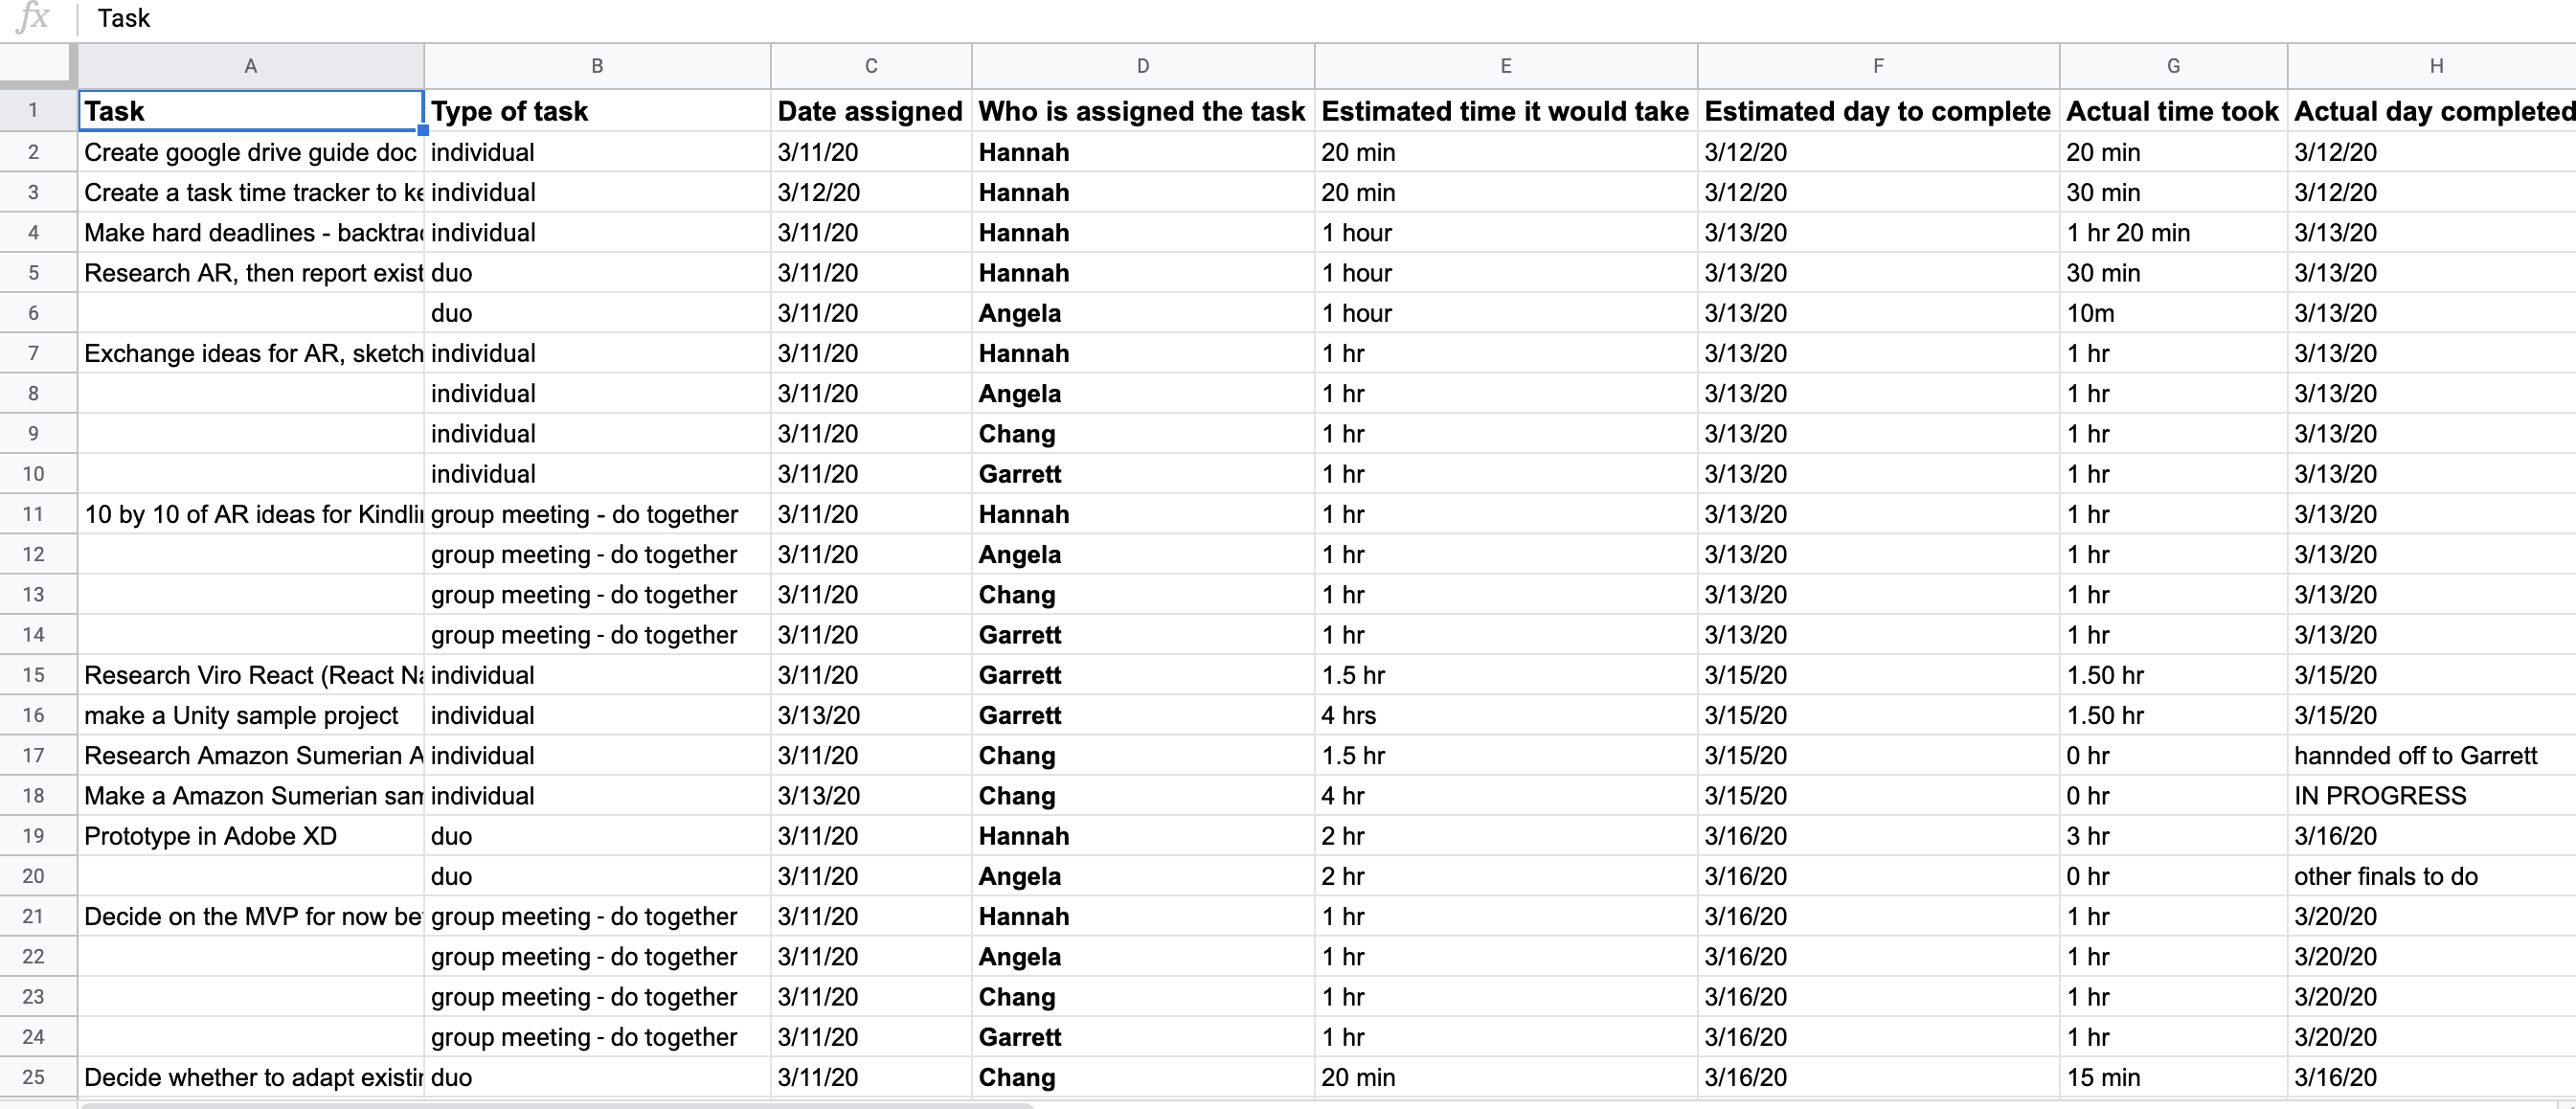 fx Task
A B C D E F G H
1 Task Type of task Date assigned Who is assigned the task Estimated time it would take Estimated day to complete Actual time took Actual day completed
2 Create google drive guide doc individual 3/11/20 Hannah 20 min 3/12/20 20 min 3/12/20
3 Create a task time tracker to ke individual 3/12/20 Hannah 20 min 3/12/20 30 min 3/12/20
4 Make hard deadlines - backtrac individual 3/11/20 Hannah 1 hour 3/13/20 1 hr 20 min 3/13/20
5 Research AR, then report exist duo 3/11/20 Hannah 1 hour 3/13/20 30 min 3/13/20
6 duo 3/11/20 Angela 1 hour 3/13/20 10m 3/13/20
7 Exchange ideas for AR, sketch individual 3/11/20 Hannah 1 hr 3/13/20 1 hr 3/13/20
8 individual 3/11/20 Angela 1 hr 3/13/20 1 hr 3/13/20
9 individual 3/11/20 Chang 1 hr 3/13/20 1 hr 3/13/20
10 individual 3/11/20 Garrett 1 hr 3/13/20 1 hr 3/13/20
11 10 by 10 of AR ideas for Kindlin group meeting - do together 3/11/20 Hannah 1 hr 3/13/20 1 hr 3/13/20
12 group meeting - do together 3/11/20 Angela 1 hr 3/13/20 1 hr 3/13/20
13 group meeting - do together 3/11/20 Chang 1 hr 3/13/20 1 hr 3/13/20
14 group meeting - do together 3/11/20 Garrett 1 hr 3/13/20 1 hr 3/13/20
15 Research Viro React (React Na individual 3/11/20 Garrett 1.5 hr 3/15/20 1.50 hr 3/15/20
16 make a Unity sample project individual 3/13/20 Garrett 4 hrs 3/15/20 1.50 hr 3/15/20
17 Research Amazon Sumerian A individual 3/11/20 Chang 1.5 hr 3/15/20 0 hr hannded off to Garrett
18 Make a Amazon Sumerian sam individual 3/13/20 Chang 4 hr 3/15/20 0 hr IN PROGRESS
19 Prototype in Adobe XD duo 3/11/20 Hannah 2 hr 3/16/20 3 hr 3/16/20
20 duo 3/11/20 Angela 2 hr 3/16/20 0 hr other finals to do
21 Decide on the MVP for now be group meeting - do together 3/11/20 Hannah 1 hr 3/16/20 1 hr 3/20/20
22 group meeting - do together 3/11/20 Angela 1 hr 3/16/20 1 hr 3/20/20
23 group meeting - do together 3/11/20 Chang 1 hr 3/16/20 1 hr 3/20/20
24 group meeting - do together 3/11/20 Garrett 1 hr 3/16/20 1 hr 3/20/20
25 Decide whether to adapt existin duo 3/11/20 Chang 20 min 3/16/20 15 min 3/16/20